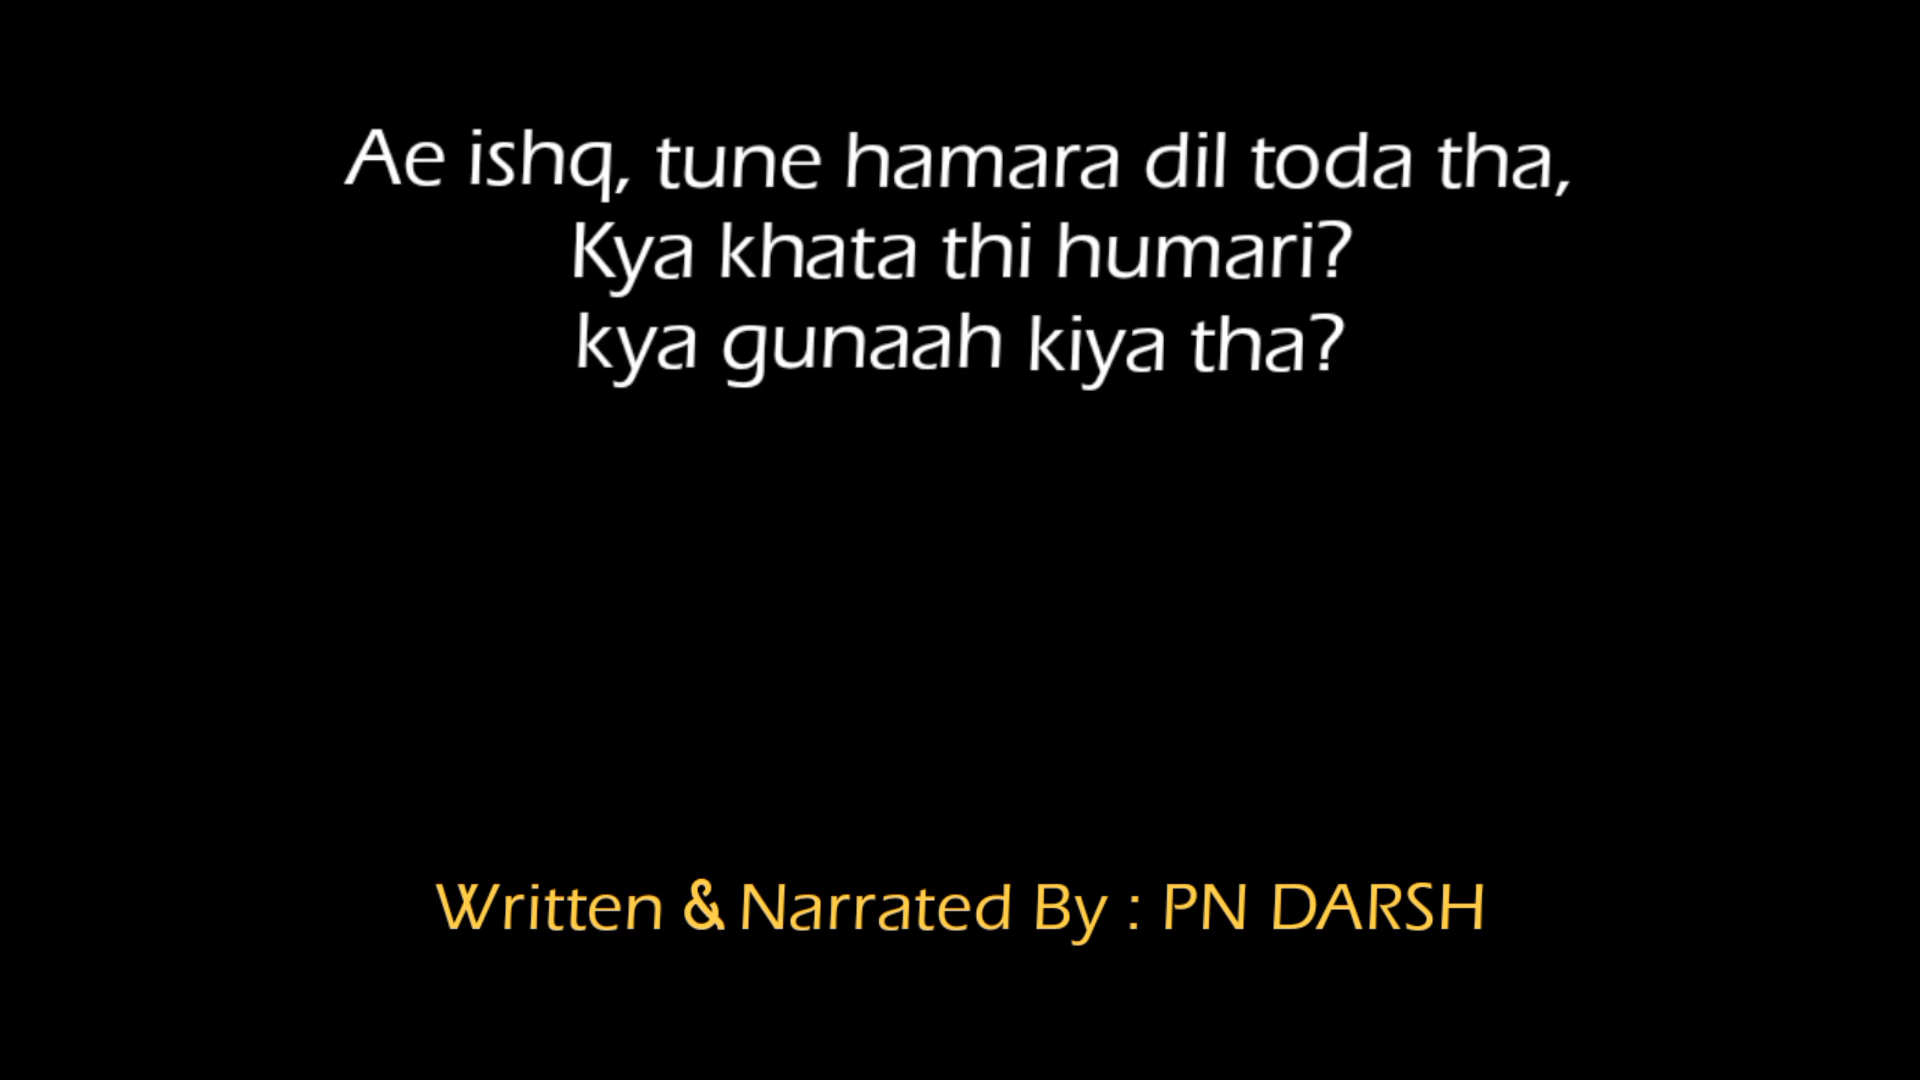 Ae ishq, tune hamara dil toda tha,
Kya khata thi humari?
kya gunaah kiya tha?
Written & Narrated By : PN DARSH